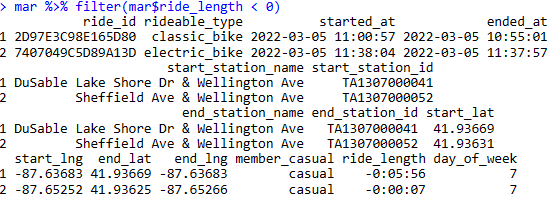 > mar %>% filter(mar$ride_length < 0)
ride_id rideable_type started_at ended_at
1 2D97E3C98E165D80 classic_bike 2022-03-05 11:00:57 2022-03-05 10:55:01
2 7407049C5D89A13D electric_bike 2022-03-05 11:38:04 2022-03-05 11:37:57
start_station_name start_station_id
1 DuSable Lake Shore Dr & Wellington Ave TA1307000041
2 Sheffield Ave & Wellington Ave TA1307000052
end_station_name end_station_id start_lat
1 DuSable Lake Shore Dr & Wellington Ave TA1307000041 41.93669
2 Sheffield Ave & Wellington Ave TA1307000052 41.93631
start_lng end_lat end_lng member_casual ride_length day_of_week
1 -87.63683 41.93669 -87.63683 casual -0:05:56 7
2 -87.65252 41.93625 -87.65266 casual -0:00:07 7